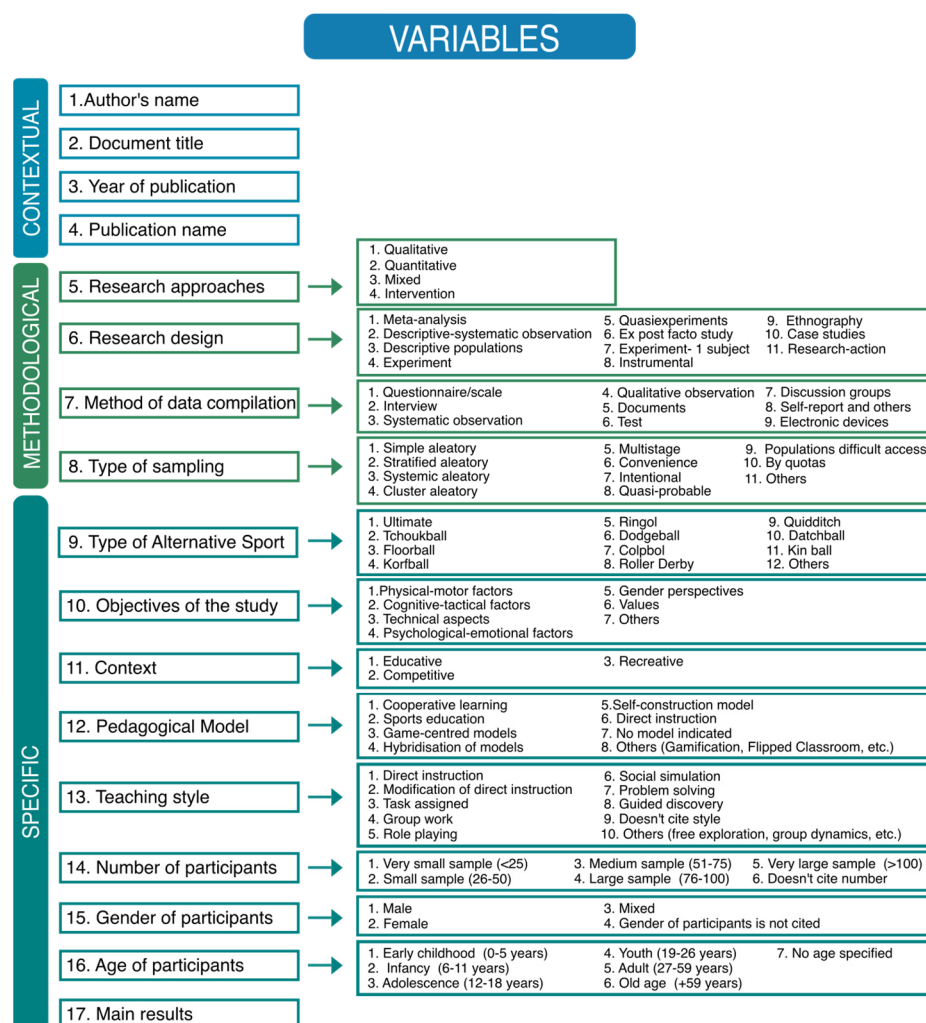 VARIABLES
CONTEXTUAL
1.Author's name
2. Document title
3. Year of publication
4. Publication name
METHODOLOGICAL
5. Research approaches
1. Qualitative
2. Quantitative
3. Mixed
4. Intervention
6. Research design
1. Meta-analysis
2. Descriptive-systematic observation
3. Descriptive populations
4. Experiment
5. Quasiexperiments
6. Ex post facto study
7. Experiment- 1 subject
8. Instrumental
9. Ethnography
10. Case studies
11. Research-action
7. Method of data compilation
1. Questionnaire/scale
2. Interview
3. Systematic observation
4. Qualitative observation
5. Documents
6. Test
7. Discussion groups
8. Self-report and others
9. Electronic devices
8. Type of sampling
1. Simple aleatory
2. Stratified aleatory
3. Systemic aleatory
4. Cluster aleatory
5. Multistage
6. Convenience
7. Intentional
8. Quasi-probable
9. Populations difficult access
10. By quotas
11. Others
SPECIFIC
9. Type of Alternative Sport
1. Ultimate
2. Tchoukball
3. Floorball
4. Korfball
5. Ringol
6. Dodgeball
7. Colpbol
8. Roller Derby
9. Quidditch
10. Datchball
11. Kin ball
12. Others
10. Objectives of the study
1.Physical-motor factors
2. Cognitive-tactical factors
3. Technical aspects
4. Psychological-emotional factors
5. Gender perspectives
6. Values
7. Others
11. Context
1. Educative
2. Competitive
3. Recreative
12. Pedagogical Model
1. Cooperative learning
2. Sports education
3. Game-centred models
4. Hybridisation of models
5.Self-construction model
6. Direct instruction
7. No model indicated
8. Others (Gamification, Flipped Classroom, etc.)
13. Teaching style
1. Direct instruction
2. Modification of direct instruction
3. Task assigned
4. Group work
5. Role playing
6. Social simulation
7. Problem solving
8. Guided discovery
9. Doesn't cite style
10. Others (free exploration, group dynamics, etc.)
14. Number of participants
1. Very small sample (<25)
2. Small sample (26-50)
3. Medium sample (51-75)
4. Large sample (76-100)
5. Very large sample (>100)
6. Doesn't cite number
15. Gender of participants
1. Male
2. Female
3. Mixed
4. Gender of participants is not cited
16. Age of participants
1. Early childhood (0-5 years)
2. Infancy (6-11 years)
3. Adolescence (12-18 years)
4. Youth (19-26 years)
5. Adult (27-59 years)
6. Old age (+59 years)
7. No age specified
17. Main results